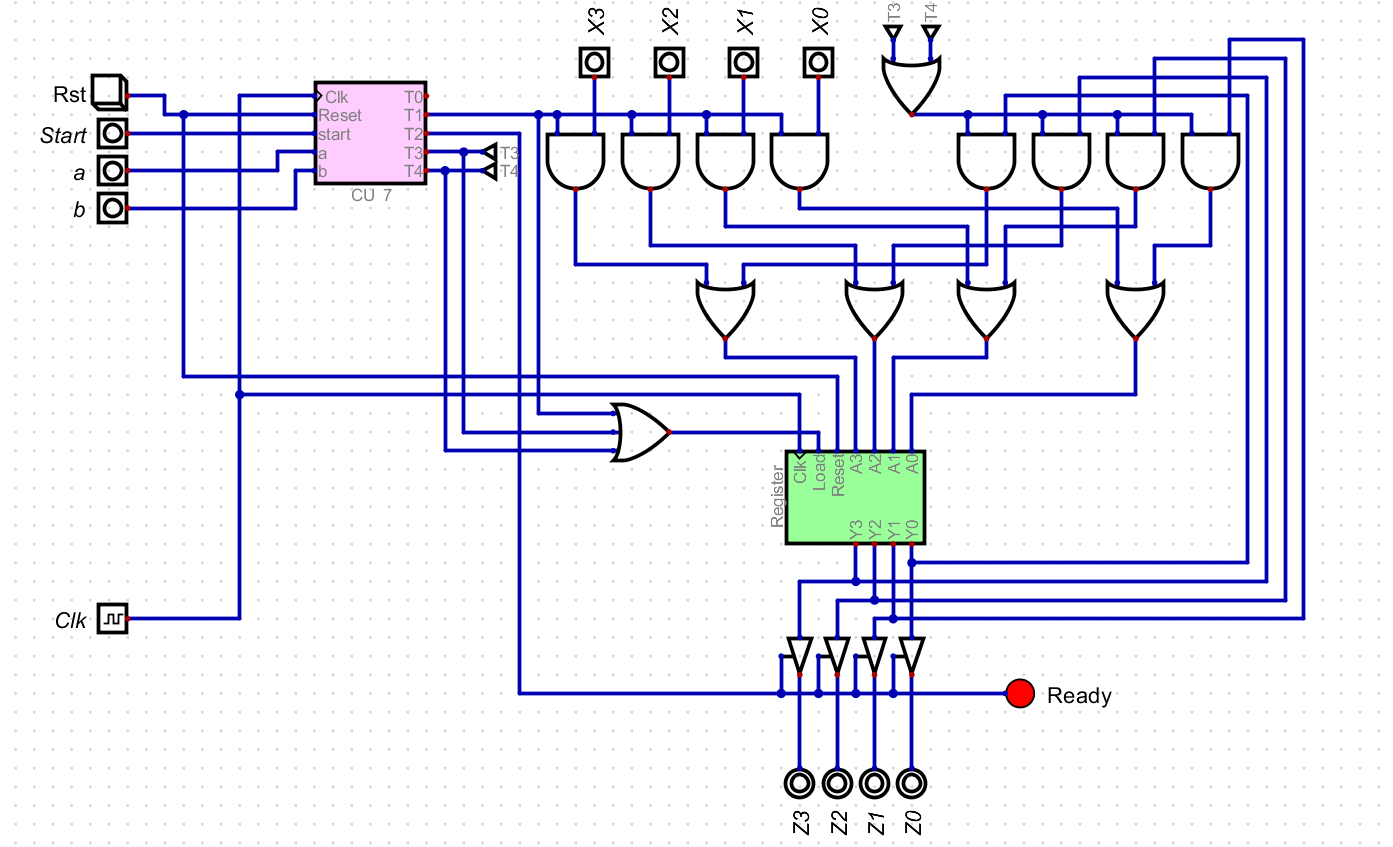 X3
X2
X1
X0
T3
T4
Rst
Start
a
b
Clk
Reset
start
a
b
T0
T1
T2
T3
T4
CU 7
T3
T4
Register
Clk
Load
Reset
A3
A2
A1
A0
Y3
Y2
Y1
Y0
Clk
Ready
Z3
Z2
Z1
Z0